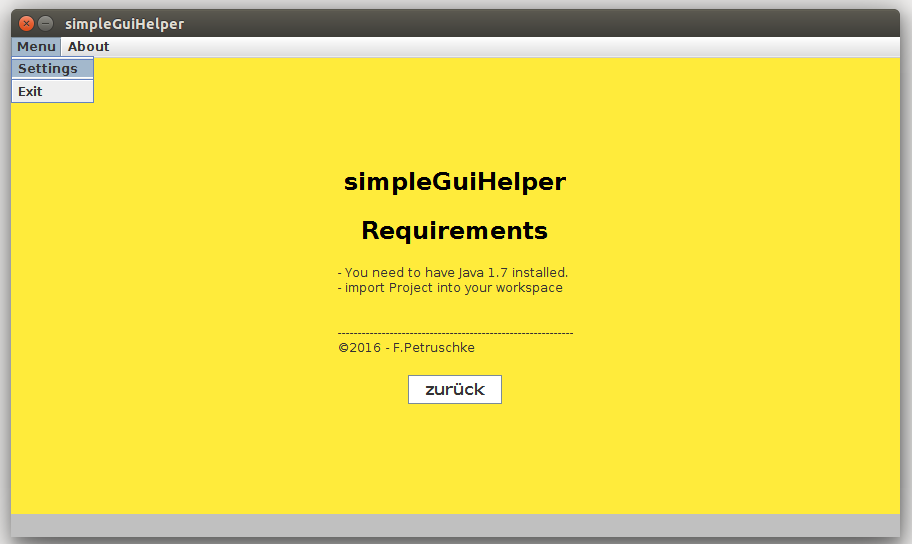 simpleGuiHelper
Menu About
Settings
Exit
simpleGuiHelper
Requirements
- You need to have Java 1.7 installed.
- import Project into your workspace
-----------------------------------------------------------
©2016 - F.Petruschke
zurück